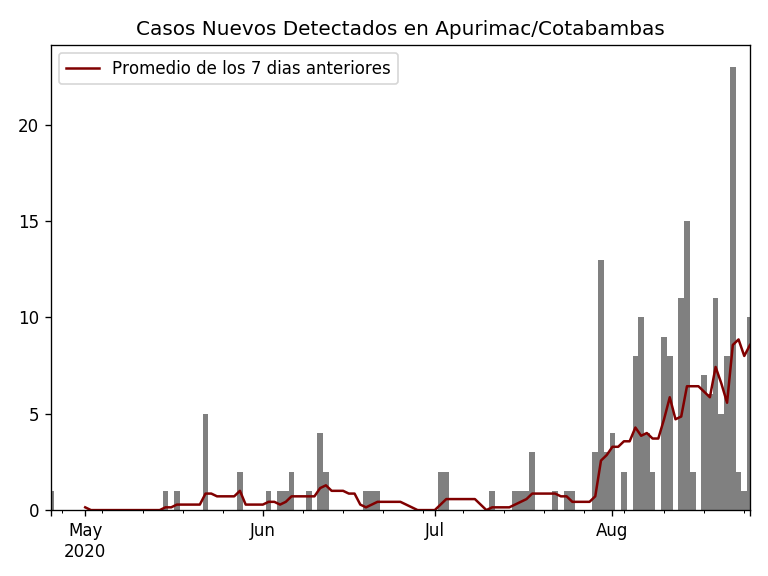 Casos Nuevos Detectados en Apurimac/Cotabambas
Promedio de los 7 dias anteriores
20
15
10
5
0
May Jun Jul Aug
2020